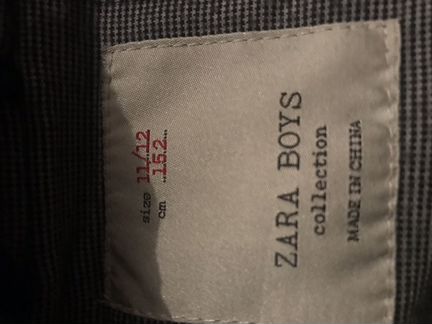 ZARA BOYS
collection
MADE IN CHINA
size 11/12
cm 152